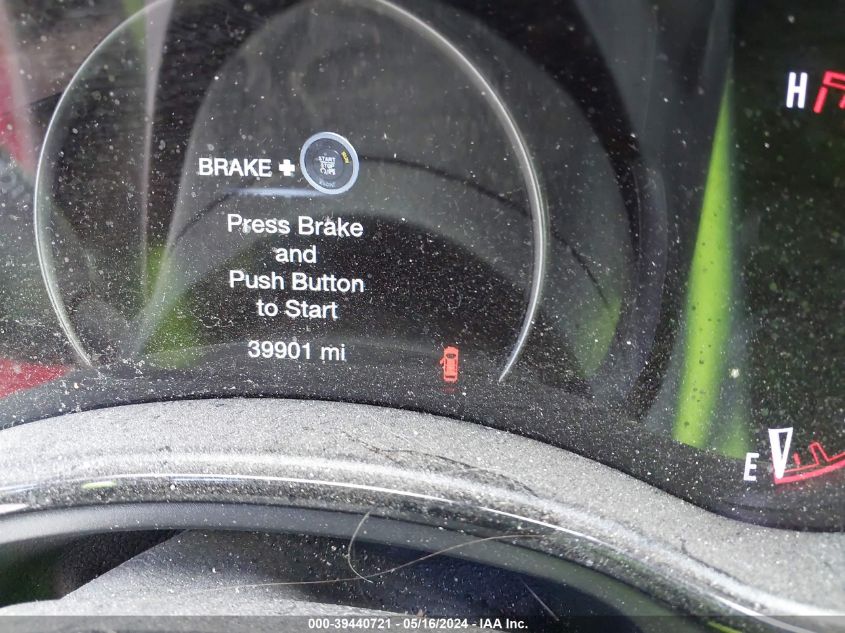 H
BRAKE + START STOP
Press Brake
and
Push Button
to Start
39901 mi
E
000-39440721 - 05/16/2024 - IAA Inc.